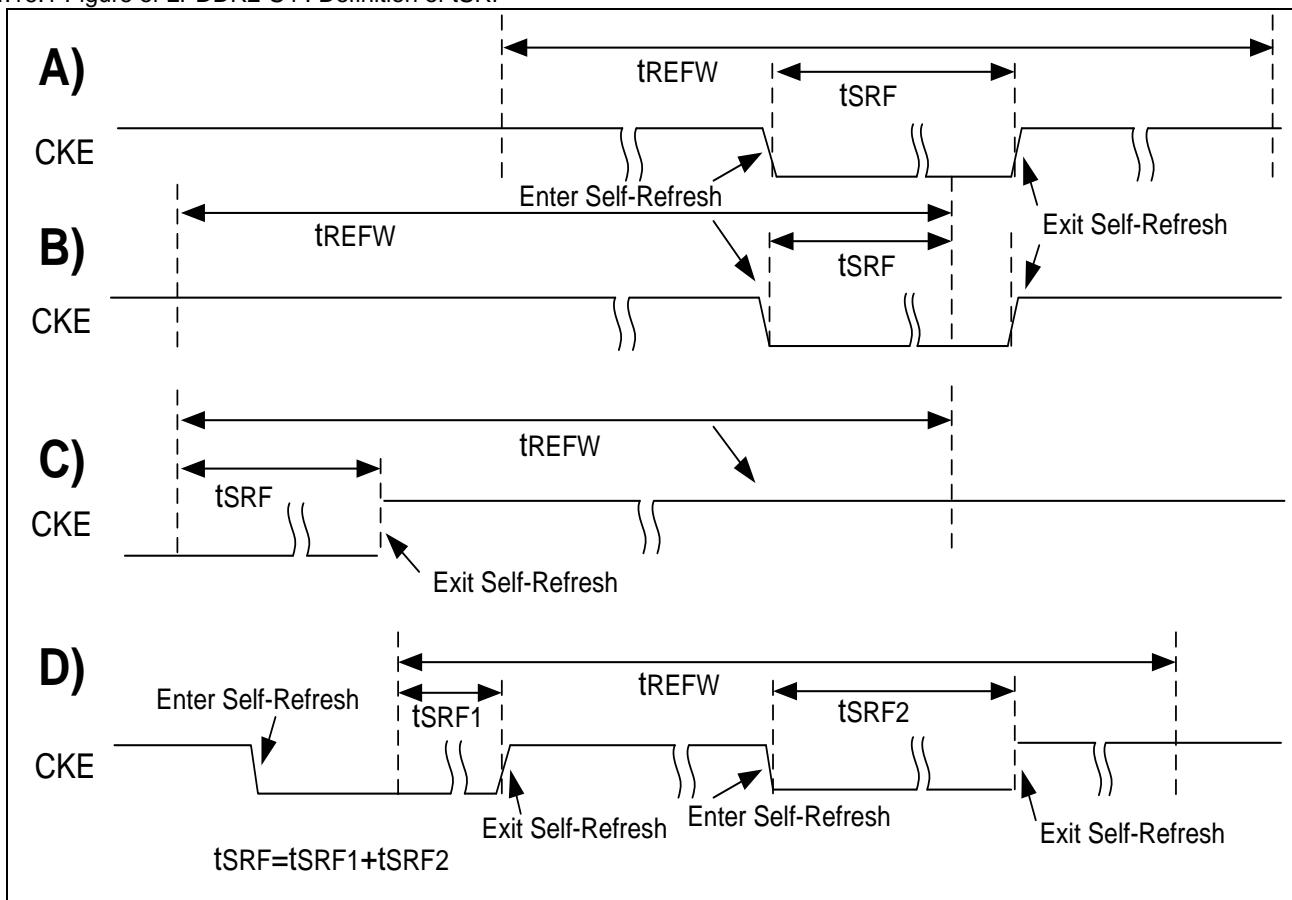 A)
tREFW
tSRF
CKE
Enter Self-Refresh
Exit Self-Refresh
B)
tREFW
tSRF
CKE
C)
tREFW
tSRF
CKE
Exit Self-Refresh
D)
Enter Self-Refresh
tREFW
tSRF1
tSRF2
CKE
Exit Self-Refresh
Enter Self-Refresh
Exit Self-Refresh
tSRF=tSRF1+tSRF2